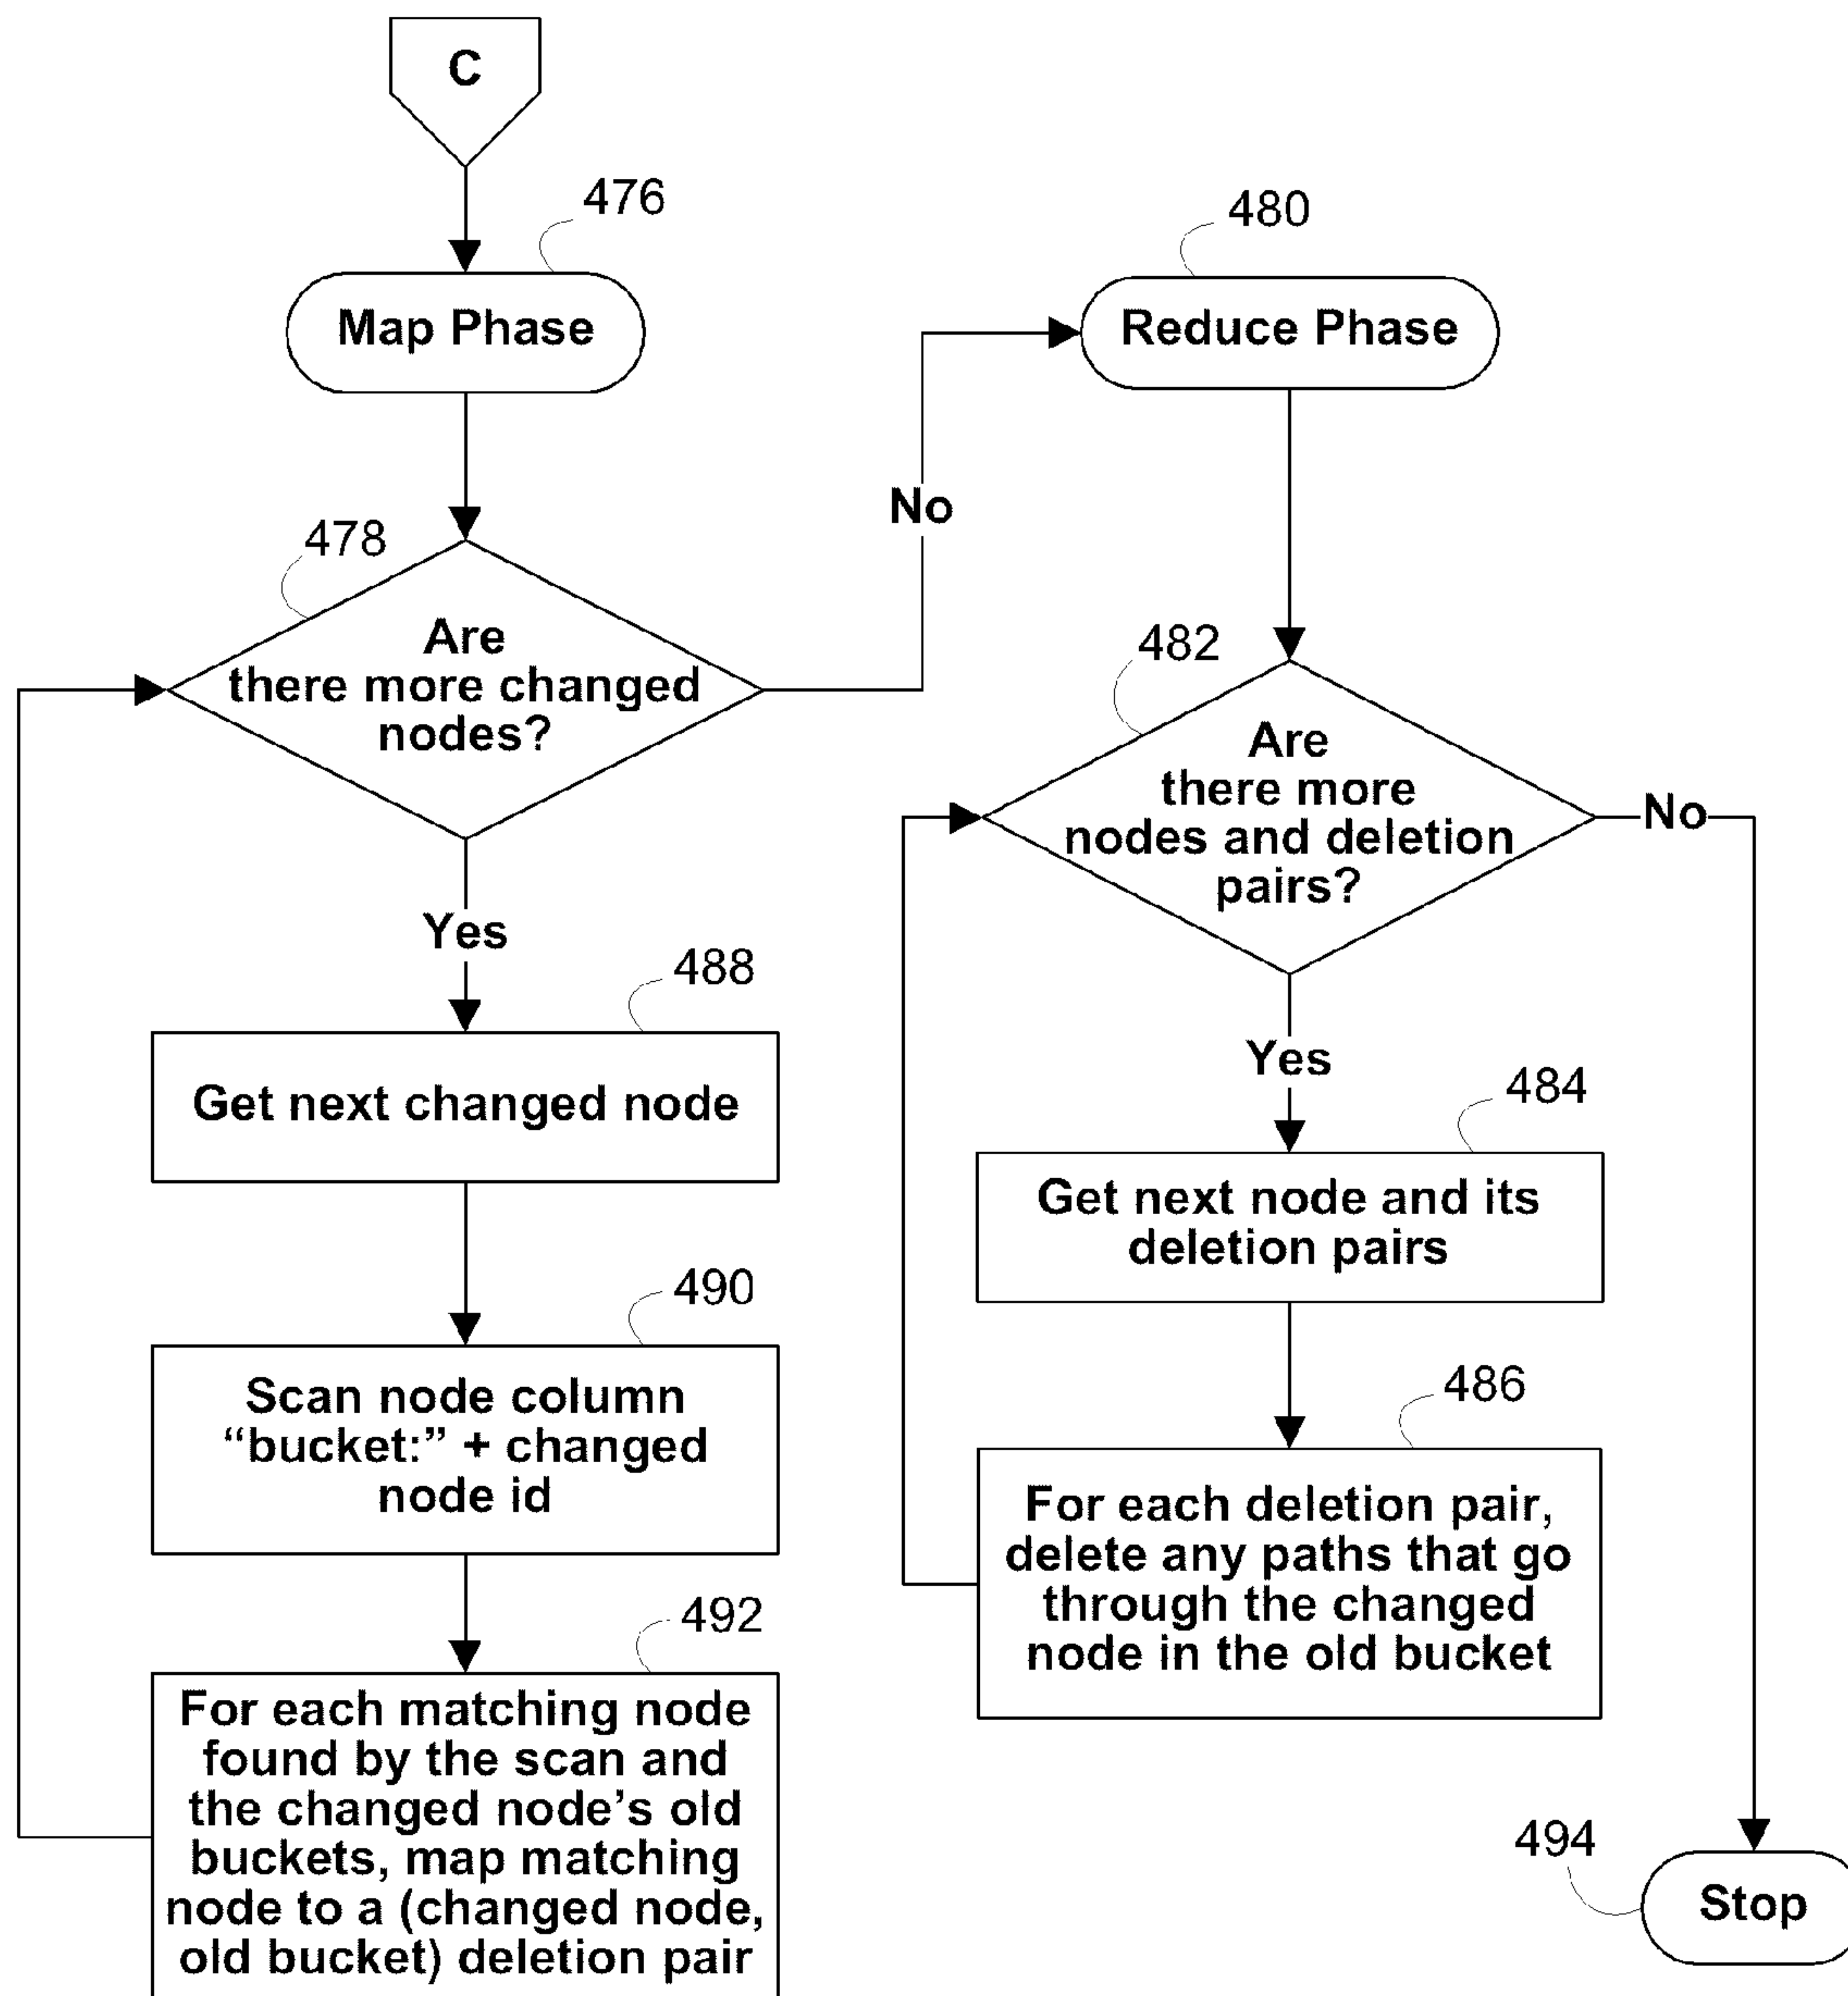 C
476
Map Phase
478
Are
there more changed
nodes?
Yes
No
488
Get next changed node
490
Scan node column
“bucket:” + changed
node id
492
For each matching node
found by the scan and
the changed node’s old
buckets, map matching
node to a (changed node,
old bucket) deletion pair
480
Reduce Phase
482
Are
there more
nodes and deletion
pairs?
No
Yes
484
Get next node and its
deletion pairs
486
For each deletion pair,
delete any paths that go
through the changed
node in the old bucket
494
Stop